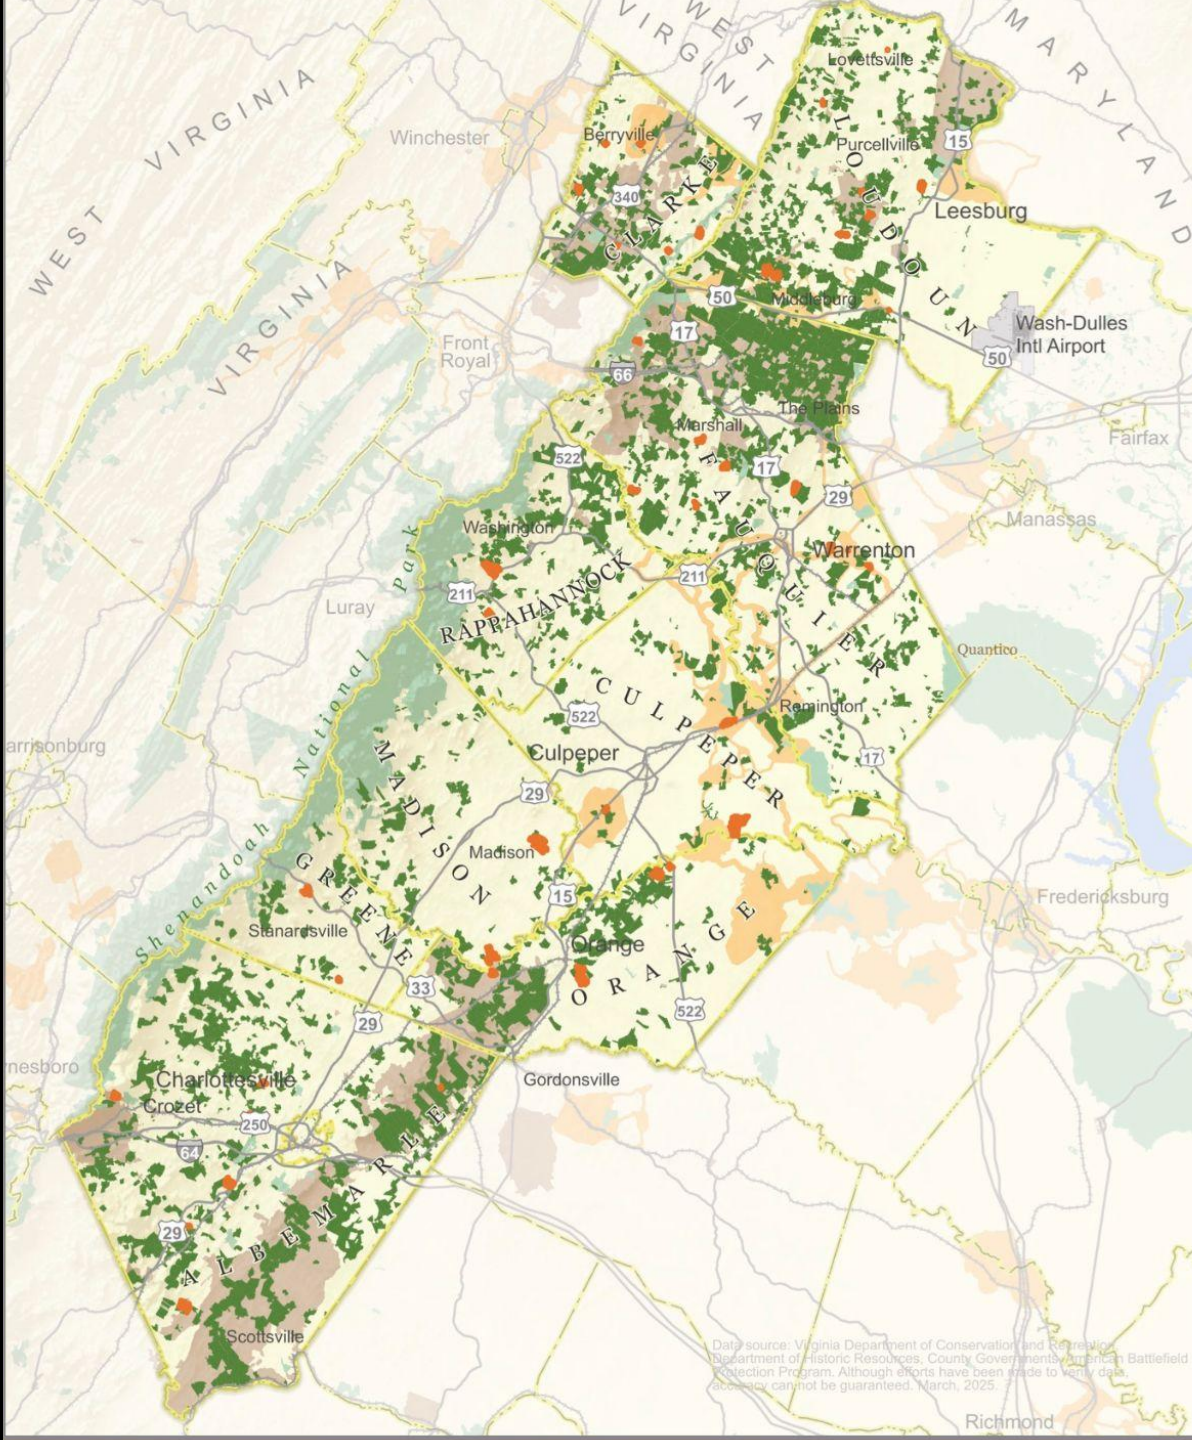 WEST
VIRGINIA
MARYLAND
WEST
VIRGINIA
VIRGINIA
Lovettsville
Winchester
Berryville
Purcellville
15
LOUDOUN
340
CLARKE
Leesburg
50
Middleburg
17
Wash-Dulles
Intl Airport
50
Front
Royal
66
The Plains
Marshall
Fairfax
522
17
29
FAUQUIER
Washington
Manassas
Warrenton
211
211
Luray
RAPPAHANNOCK
Quantico
Shenandoah National Park
CULPEPER
522
Remington
arrisonburg
Culpeper
17
29
MADISON
Madison
GREENE
15
Fredericksburg
Stanardsville
Orange
ORANGE
33
522
29
nesboro
Charlottesville
Gordonsville
Crozet
250
64
ALBEMARLE
29
Scottsville
Data source: Virginia Department of Conservation and Recreation,
Department of Historic Resources, County Governments, American Battlefield
Protection Program. Although efforts have been made to verify data,
accuracy can not be guaranteed. March, 2025.
Richmond